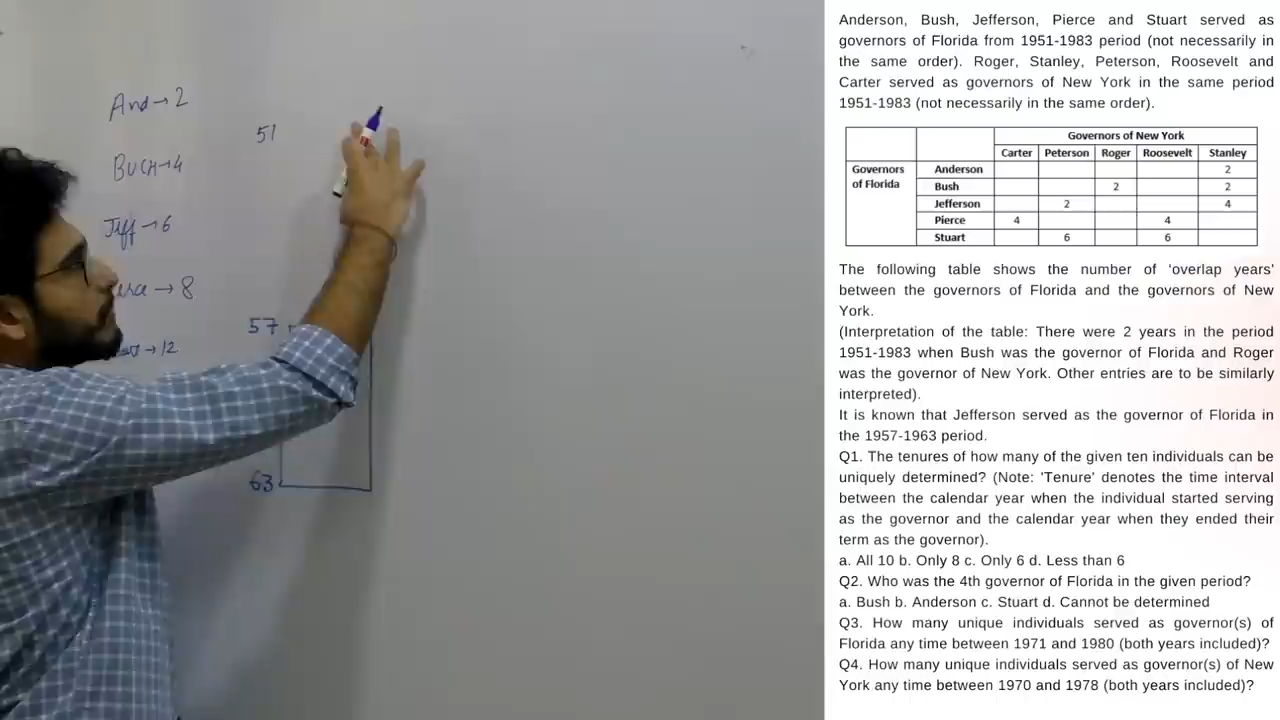 And → 2
BUCH → 4
Jeff → 6
→ 8
→ 12
51
57
63
Anderson, Bush, Jefferson, Pierce and Stuart served as
governors of Florida from 1951-1983 period (not necessarily in
the same order). Roger, Stanley, Peterson, Roosevelt and
Carter served as governors of New York in the same period
1951-1983 (not necessarily in the same order).
Governors of New York
Carter Peterson Roger Roosevelt Stanley
Governors of Florida
Anderson 2
Bush 2 2
Jefferson 2 4
Pierce 4 4
Stuart 6 6
The following table shows the number of 'overlap years'
between the governors of Florida and the governors of New
York.
(Interpretation of the table: There were 2 years in the period
1951-1983 when Bush was the governor of Florida and Roger
was the governor of New York. Other entries are to be similarly
interpreted).
It is known that Jefferson served as the governor of Florida in
the 1957-1963 period.
Q1. The tenures of how many of the given ten individuals can be
uniquely determined? (Note: 'Tenure' denotes the time interval
between the calendar year when the individual started serving
as the governor and the calendar year when they ended their
term as the governor).
a. All 10 b. Only 8 c. Only 6 d. Less than 6
Q2. Who was the 4th governor of Florida in the given period?
a. Bush b. Anderson c. Stuart d. Cannot be determined
Q3. How many unique individuals served as governor(s) of
Florida any time between 1971 and 1980 (both years included)?
Q4. How many unique individuals served as governor(s) of New
York any time between 1970 and 1978 (both years included)?